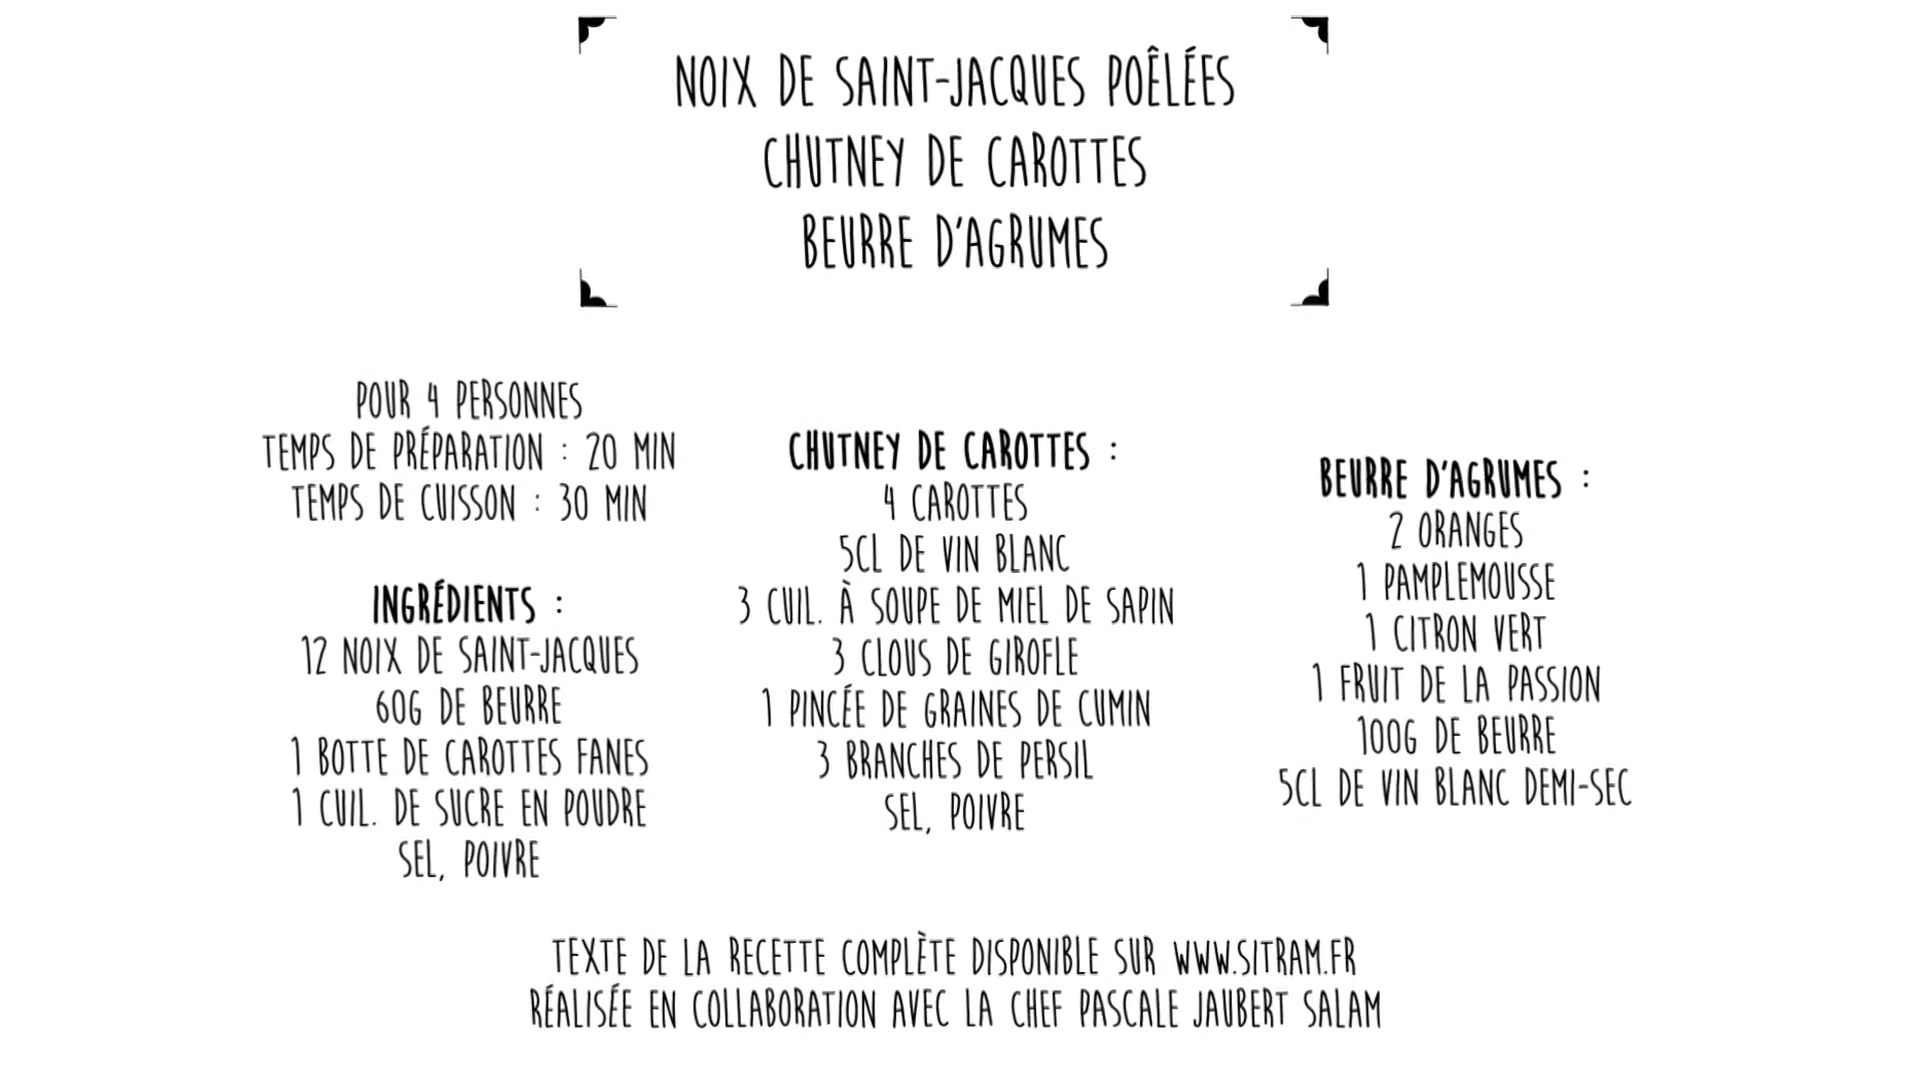 NOIX DE SAINT-JACQUES POÊLÉES
CHUTNEY DE CAROTTES
BEURRE D'AGRUMES
POUR 4 PERSONNES
TEMPS DE PRÉPARATION : 20 MIN
TEMPS DE CUISSON : 30 MIN
INGRÉDIENTS :
12 NOIX DE SAINT-JACQUES
60G DE BEURRE
1 BOTTE DE CAROTTES FANES
1 CUIL. DE SUCRE EN POUDRE
SEL, POIVRE
CHUTNEY DE CAROTTES :
4 CAROTTES
5CL DE VIN BLANC
3 CUIL. À SOUPE DE MIEL DE SAPIN
3 CLOUS DE GIROFLE
1 PINCÉE DE GRAINES DE CUMIN
3 BRANCHES DE PERSIL
SEL, POIVRE
BEURRE D'AGRUMES :
2 ORANGES
1 PAMPLEMOUSSE
1 CITRON VERT
1 FRUIT DE LA PASSION
100G DE BEURRE
5CL DE VIN BLANC DEMI-SEC
TEXTE DE LA RECETTE COMPLÈTE DISPONIBLE SUR WWW.SITRAM.FR
RÉALISÉE EN COLLABORATION AVEC LA CHEF PASCALE JAUBERT SALAM